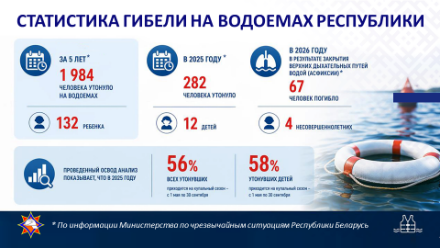 СТАТИСТИКА ГИБЕЛИ НА ВОДОЕМАХ РЕСПУБЛИКИ
ЗА 5 ЛЕТ *
1 984
ЧЕЛОВЕКА УТОНУЛО
НА ВОДОЕМАХ
132 РЕБЕНКА
В 2025 ГОДУ *
282
ЧЕЛОВЕКА УТОНУЛО
12 ДЕТЕЙ
В 2026 ГОДУ
В РЕЗУЛЬТАТЕ ЗАКРЫТИЯ
ВЕРХНИХ ДЫХАТЕЛЬНЫХ ПУТЕЙ
ВОДОЙ (АСФИКСИИ) *
67
ЧЕЛОВЕК ПОГИБЛО
4 НЕСОВЕРШЕННОЛЕТНИХ
ПРОВЕДЕННЫЙ ОСВОД АНАЛИЗ
ПОКАЗЫВАЕТ, ЧТО В 2025 ГОДУ
56%
ВСЕХ УТОНУВШИХ
приходится на купальный сезон –
с 1 мая по 30 сентября
58%
УТОНУВШИХ ДЕТЕЙ
приходится на купальный сезон –
с 1 мая по 30 сентября
* По информации Министерства по чрезвычайным ситуациям Республики Беларусь